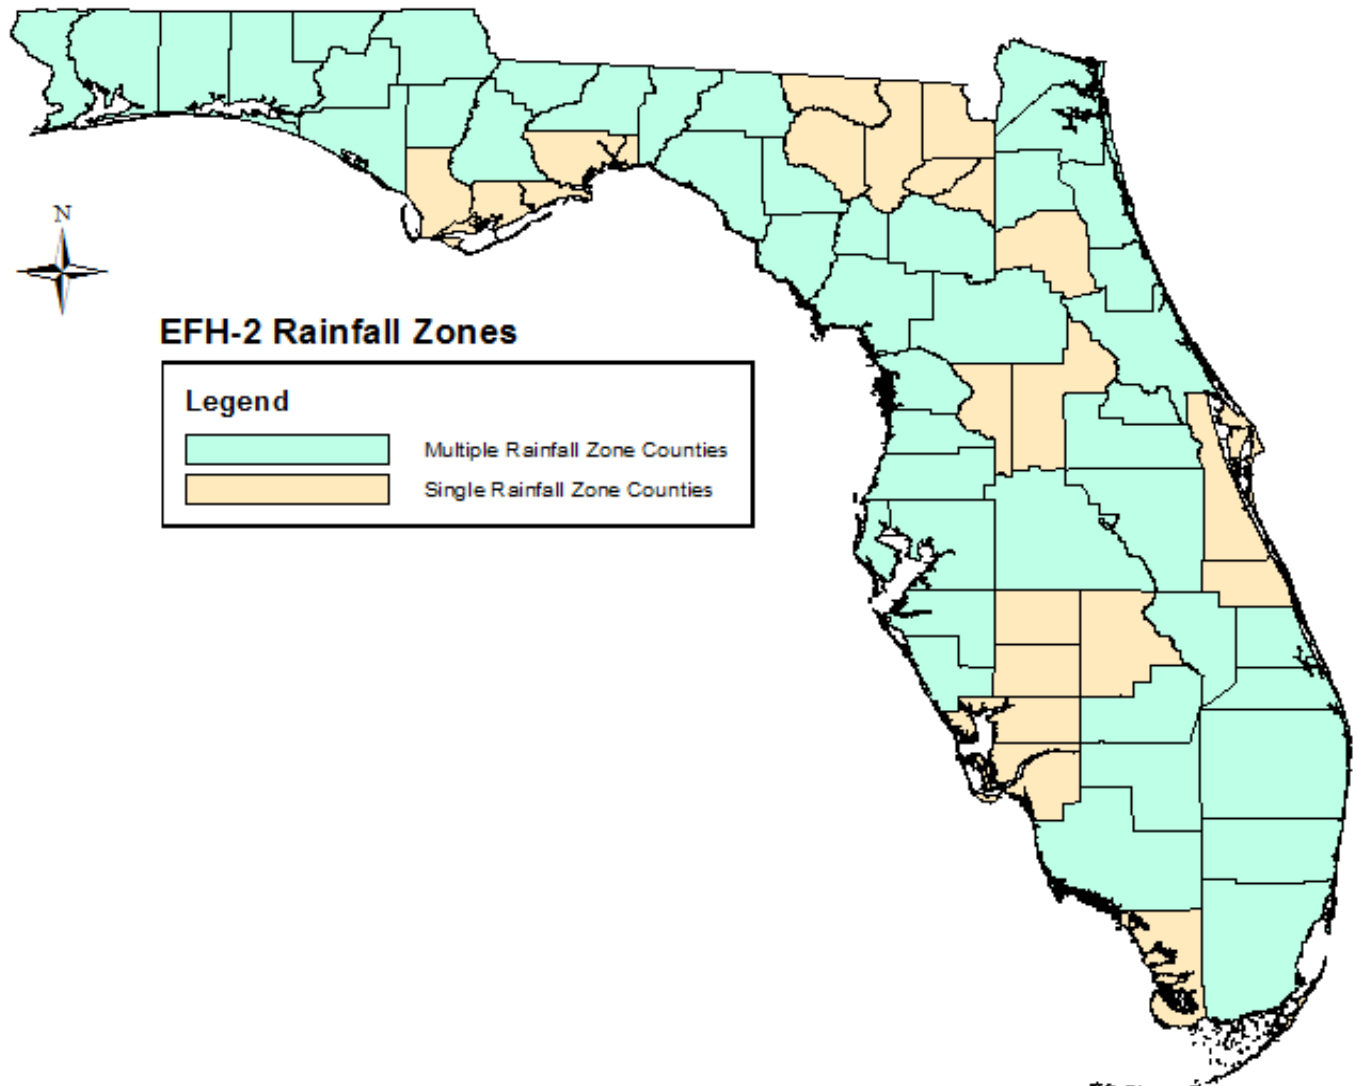 N
EFH-2 Rainfall Zones
Legend
Multiple Rainfall Zone Counties
Single Rainfall Zone Counties